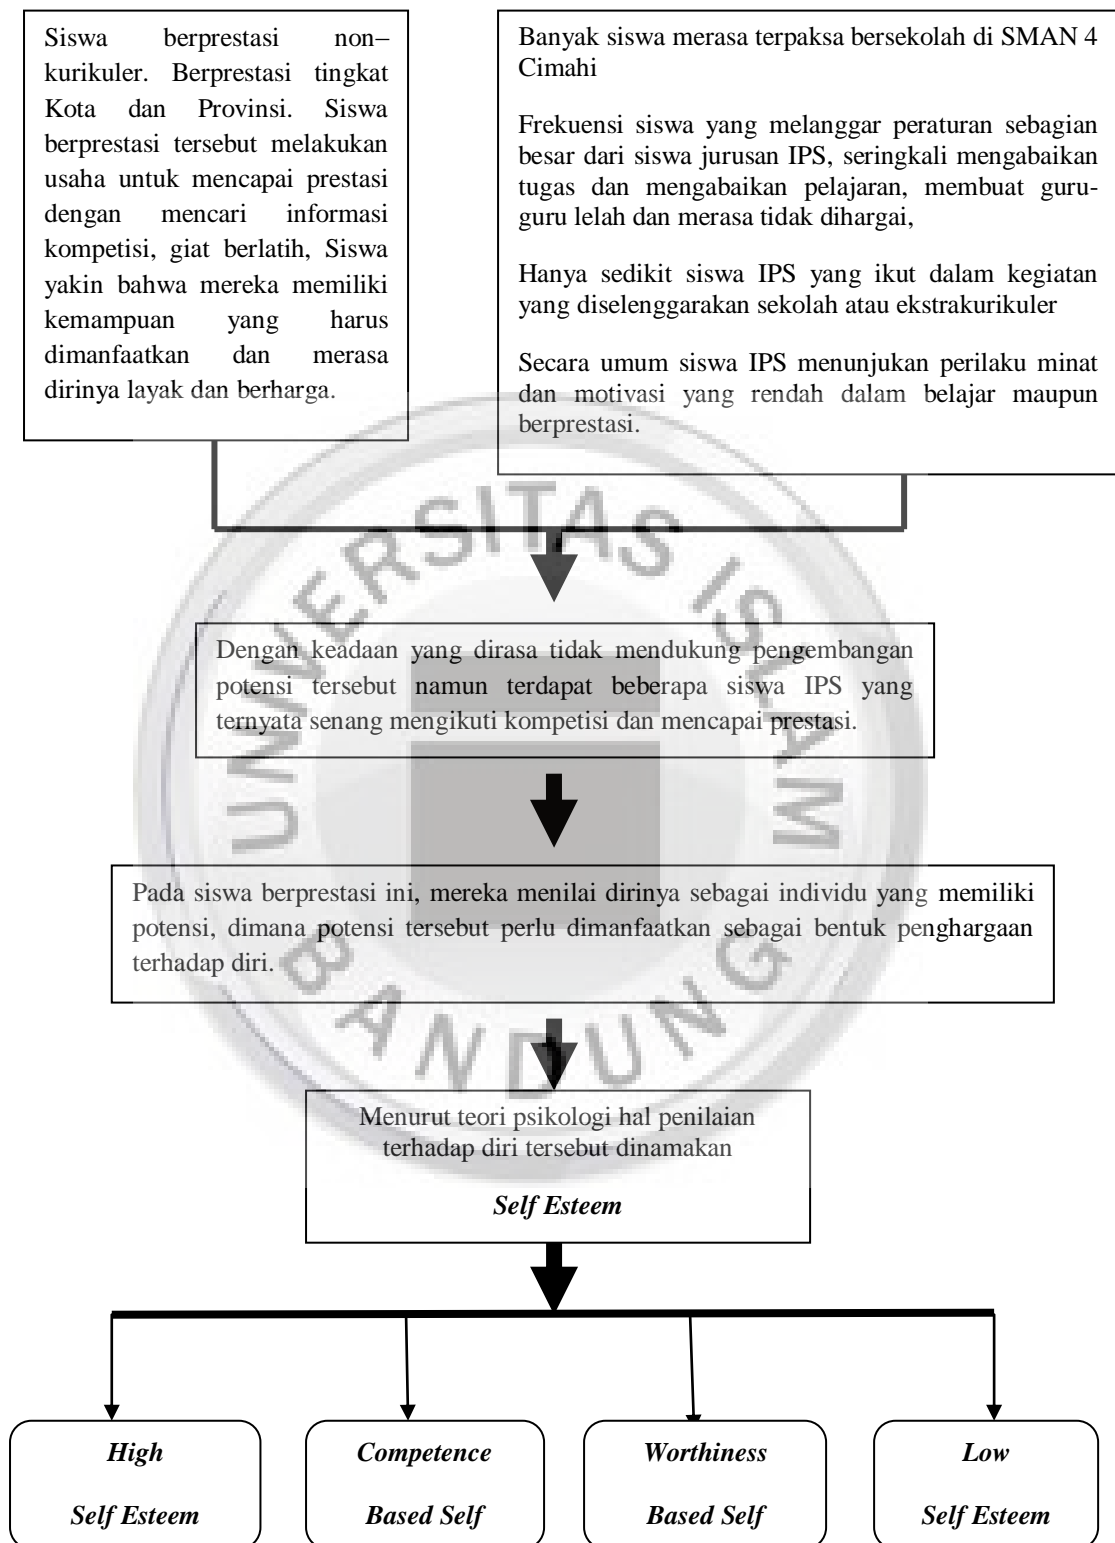 Siswa berprestasi non–
kurikuler. Berprestasi tingkat
Kota dan Provinsi. Siswa
berprestasi tersebut melakukan
usaha untuk mencapai prestasi
dengan mencari informasi
kompetisi, giat berlatih, Siswa
yakin bahwa mereka memiliki
kemampuan yang harus
dimanfaatkan dan merasa
dirinya layak dan berharga.
Banyak siswa merasa terpaksa bersekolah di SMAN 4
Cimahi
Frekuensi siswa yang melanggar peraturan sebagian
besar dari siswa jurusan IPS, seringkali mengabaikan
tugas dan mengabaikan pelajaran, membuat guru-
guru lelah dan merasa tidak dihargai,
Hanya sedikit siswa IPS yang ikut dalam kegiatan
yang diselenggarakan sekolah atau ekstrakurikuler
Secara umum siswa IPS menunjukan perilaku minat
dan motivasi yang rendah dalam belajar maupun
berprestasi.
UNIVERSITAS ISLAM
BANDUNG
Dengan keadaan yang dirasa tidak mendukung pengembangan
potensi tersebut namun terdapat beberapa siswa IPS yang
ternyata senang mengikuti kompetisi dan mencapai prestasi.
Pada siswa berprestasi ini, mereka menilai dirinya sebagai individu yang memiliki
potensi, dimana potensi tersebut perlu dimanfaatkan sebagai bentuk penghargaan
terhadap diri.
Menurut teori psikologi hal penilaian
terhadap diri tersebut dinamakan
Self Esteem
High
Self Esteem
Competence
Based Self
Worthiness
Based Self
Low
Self Esteem